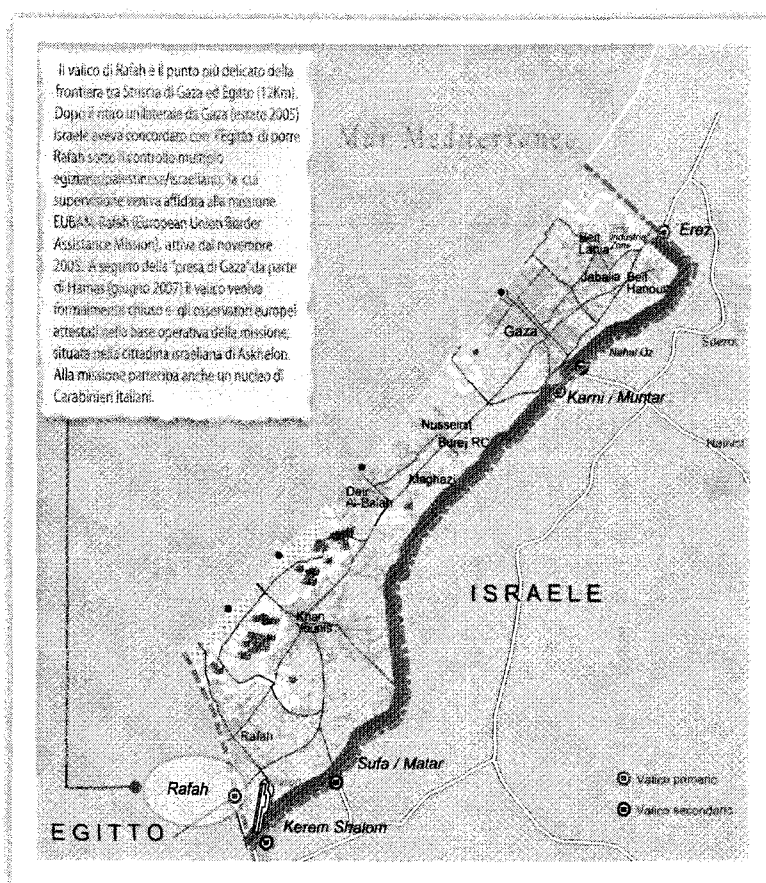 Il valico di Rafah è il punto più delicato della
frontiera tra Striscia di Gaza ed Egitto (12Km).
Dopo il ritiro unilaterale da Gaza (estate 2005)
Israele aveva concordato con l'Egitto di porre
Rafah sotto il controllo multiplo
egiziano/palestinese/israeliano, la cui
supervisione veniva affidata alla missione
EUBAM Rafah (European Union Border
Assistance Mission), attiva dal novembre
2005. A seguito della "presa di Gaza" da parte
di Hamas (giugno 2007) il valico veniva
formalmente chiuso e gli osservatori europei
attestati nella base operativa della missione,
situata nella cittadina israeliana di Askhelon.
Alla missione partecipa anche un nucleo di
Carabinieri Italiani.
Mar Mediterraneo
Erez
Beit
Lahia
Industrial
Zone
Jabalia
Beit
Hanoun
Gaza
Nahal Oz
Sderot
Karni / Muntar
Netivot
Nusseirat
Burej RC
Maghazi
Deir
Al-Balah
ISRAELE
Khan
Younis
Rafah
Sufa / Matar
Rafah
Kerem Shalom
EGITTO
Valico primario
Valico secondario